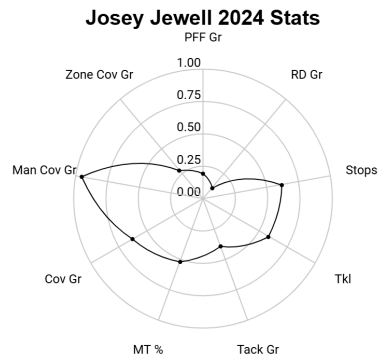 Josey Jewell 2024 Stats
PFF Gr
1.00
Zone Cov Gr
RD Gr
0.75
0.50
0.25
Man Cov Gr
Stops
0.00
Cov Gr
Tkl
MT %
Tack Gr